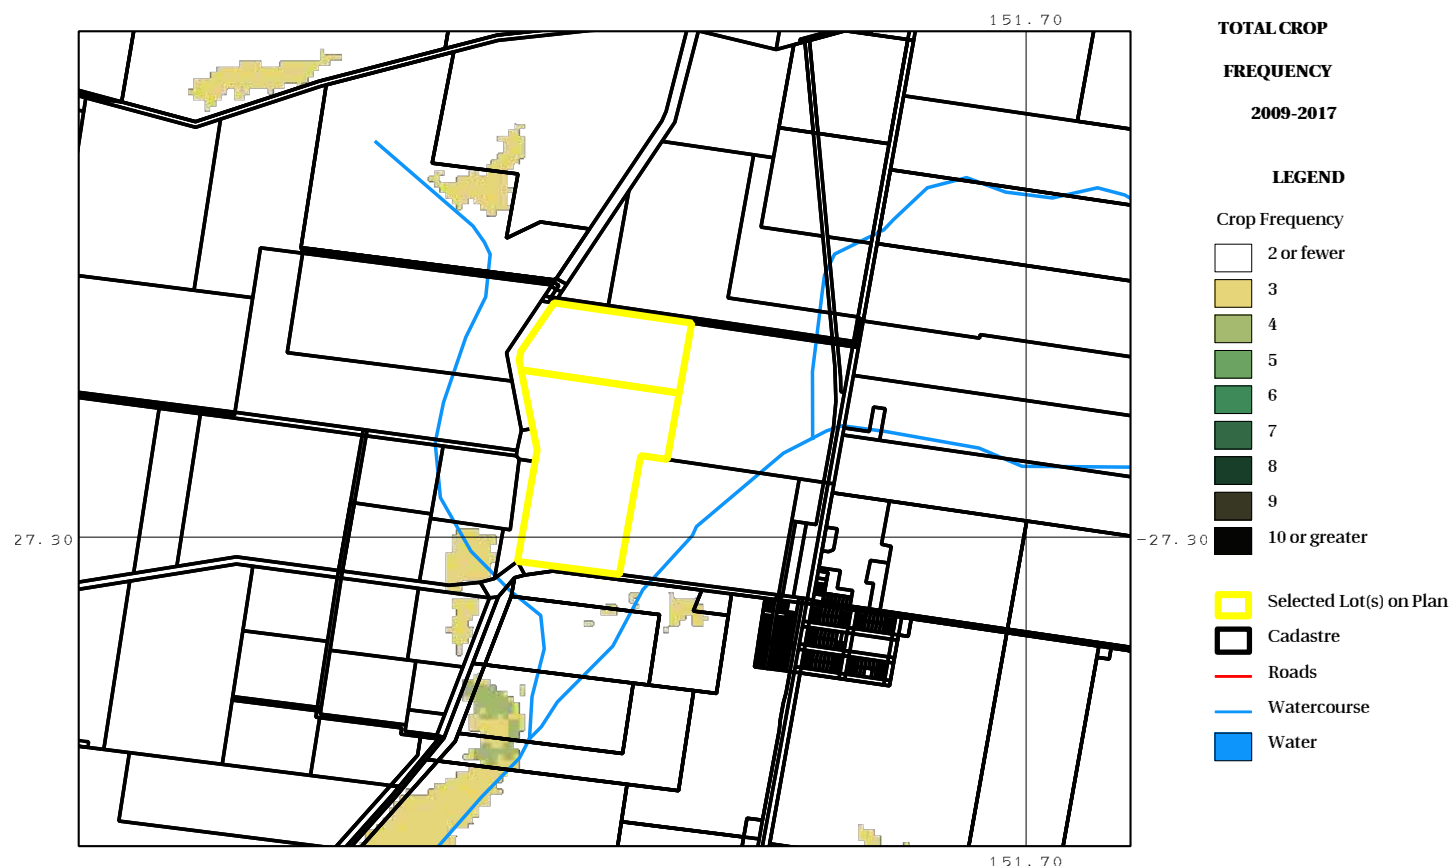 151.70
TOTAL CROP
FREQUENCY
2009-2017
LEGEND
Crop Frequency
2 or fewer
3
4
5
6
7
8
9
10 or greater
27.30
-27.30
Selected Lot(s) on Plan
Cadastre
Roads
Watercourse
Water
151.70